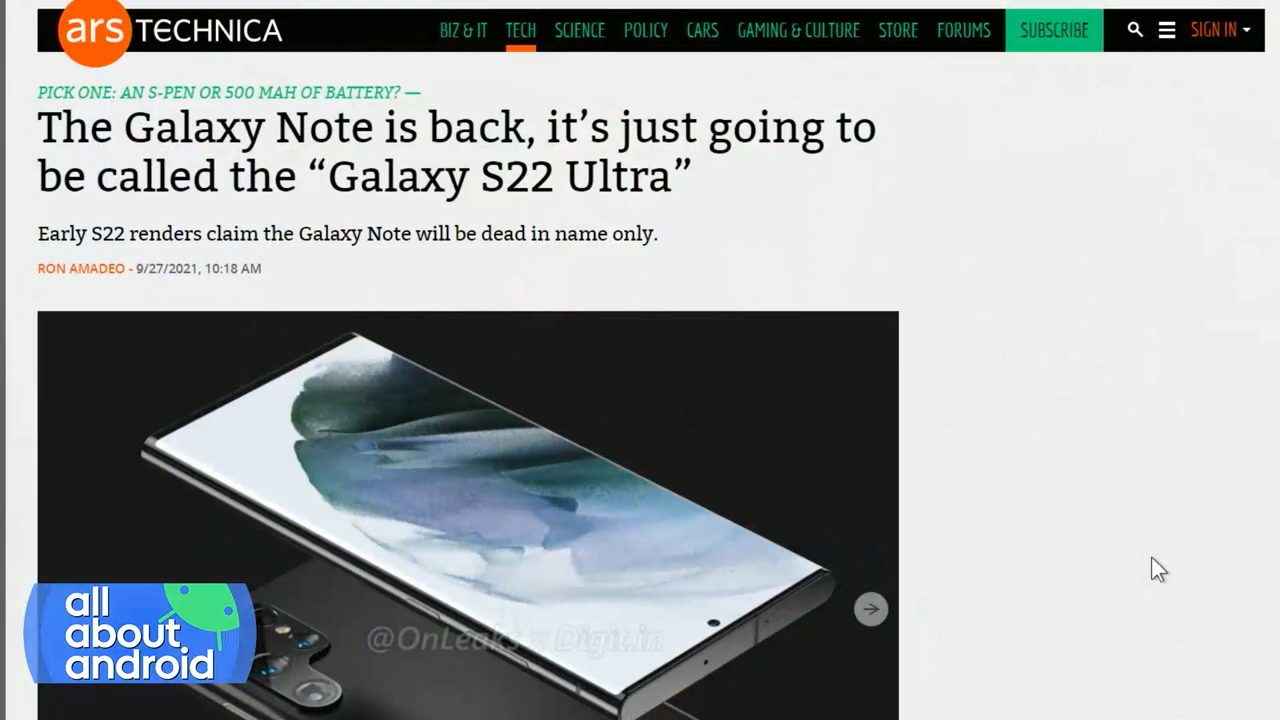 ars TECHNICA
BIZ & IT TECH SCIENCE POLICY CARS GAMING & CULTURE STORE FORUMS SUBSCRIBE SIGN IN
PICK ONE: AN S-PEN OR 500 MAH OF BATTERY? —
The Galaxy Note is back, it’s just going to
be called the “Galaxy S22 Ultra”
Early S22 renders claim the Galaxy Note will be dead in name only.
RON AMADEO - 9/27/2021, 10:18 AM
@OnLeaks x Digit.in
all
about
android